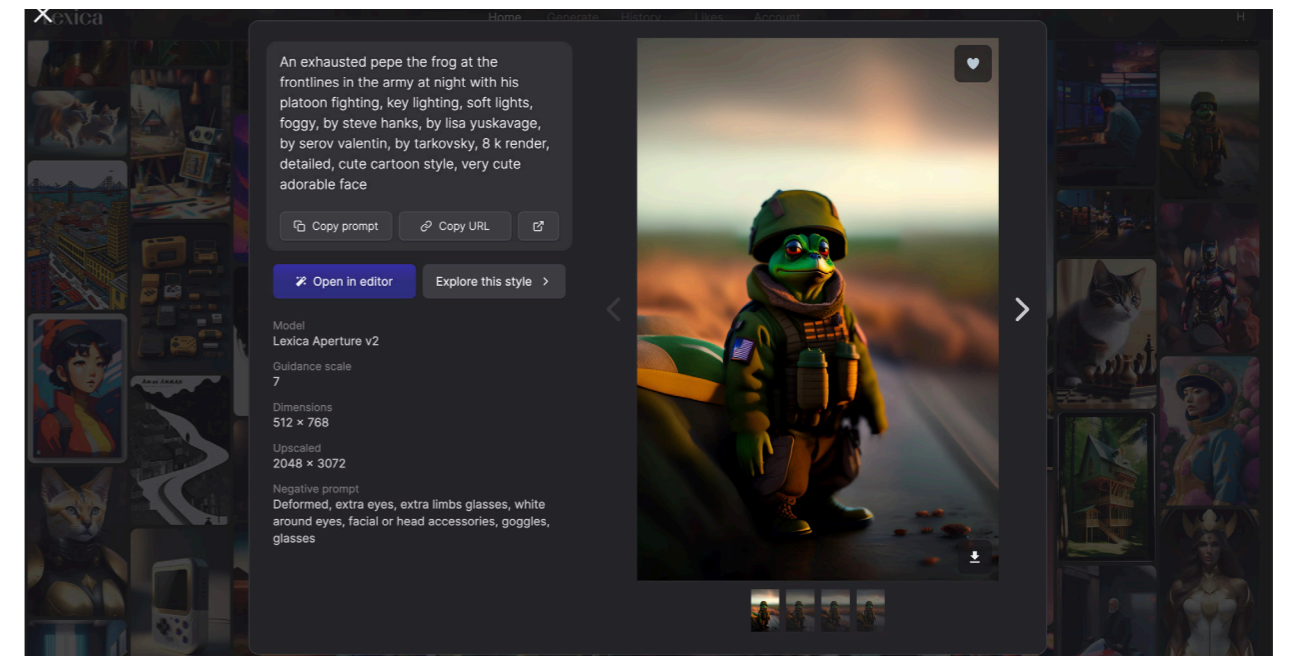 Lexica
Home Generate History Likes Account H
An exhausted pepe the frog at the
frontlines in the army at night with his
platoon fighting, key lighting, soft lights,
foggy, by steve hanks, by lisa yuskavage,
by serov valentin, by tarkovsky, 8 k render,
detailed, cute cartoon style, very cute
adorable face
Copy prompt
Copy URL
Open in editor
Explore this style
Model
Lexica Aperture v2
Guidance scale
7
Dimensions
512 × 768
Upscaled
2048 × 3072
Negative prompt
Deformed, extra eyes, extra limbs glasses, white
around eyes, facial or head accessories, goggles,
glasses